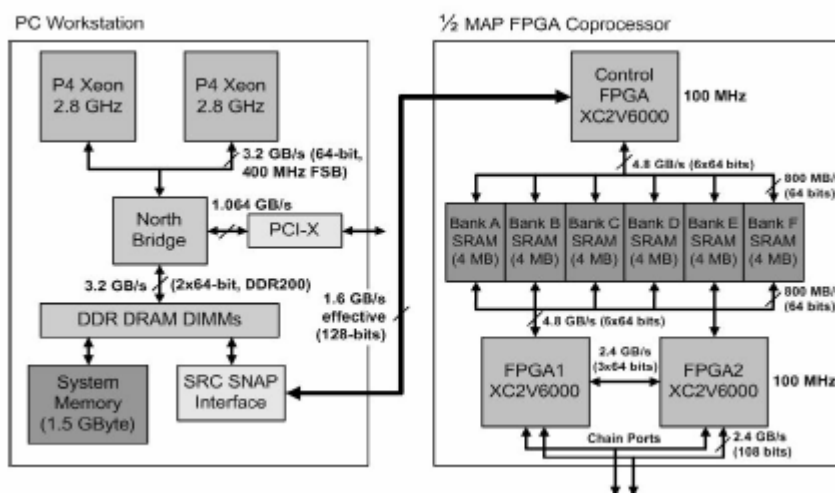 PC Workstation
P4 Xeon
2.8 GHz
P4 Xeon
2.8 GHz
3.2 GB/s (64-bit,
400 MHz FSB)
North
Bridge
1.064 GB/s
PCI-X
3.2 GB/s
(2x64-bit, DDR200)
DDR DRAM DIMMs
System
Memory
(1.5 GByte)
SRC SNAP
Interface
1.6 GB/s
effective
(128-bits)
½ MAP FPGA Coprocessor
Control
FPGA
XC2V6000
100 MHz
4.8 GB/s (6x64 bits)
800 MB/
(64 bits)
Bank A
SRAM
(4 MB)
Bank B
SRAM
(4 MB)
Bank C
SRAM
(4 MB)
Bank D
SRAM
(4 MB)
Bank E
SRAM
(4 MB)
Bank F
SRAM
(4 MB)
800 MB/
(64 bits)
4.8 GB/s (6x64 bits)
FPGA1
XC2V6000
2.4 GB/s
(3x64 bits)
FPGA2
XC2V6000
100 MHz
Chain Ports
2.4 GB/s
(108 bits)